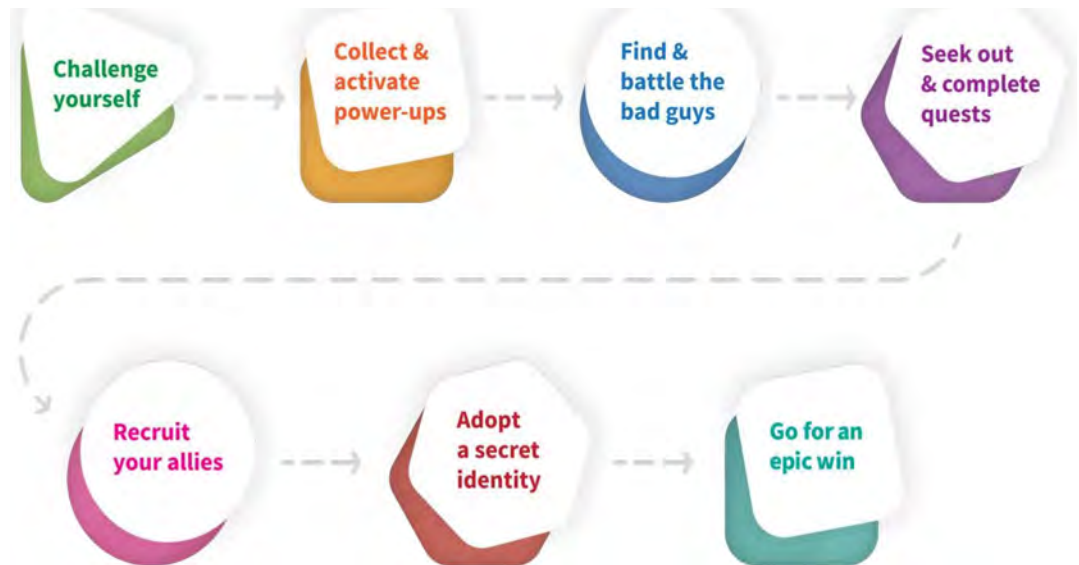 Challenge
yourself
Collect &
activate
power-ups
Find &
battle the
bad guys
Seek out
& complete
quests
Recruit
your allies
Adopt
a secret
identity
Go for an
epic win